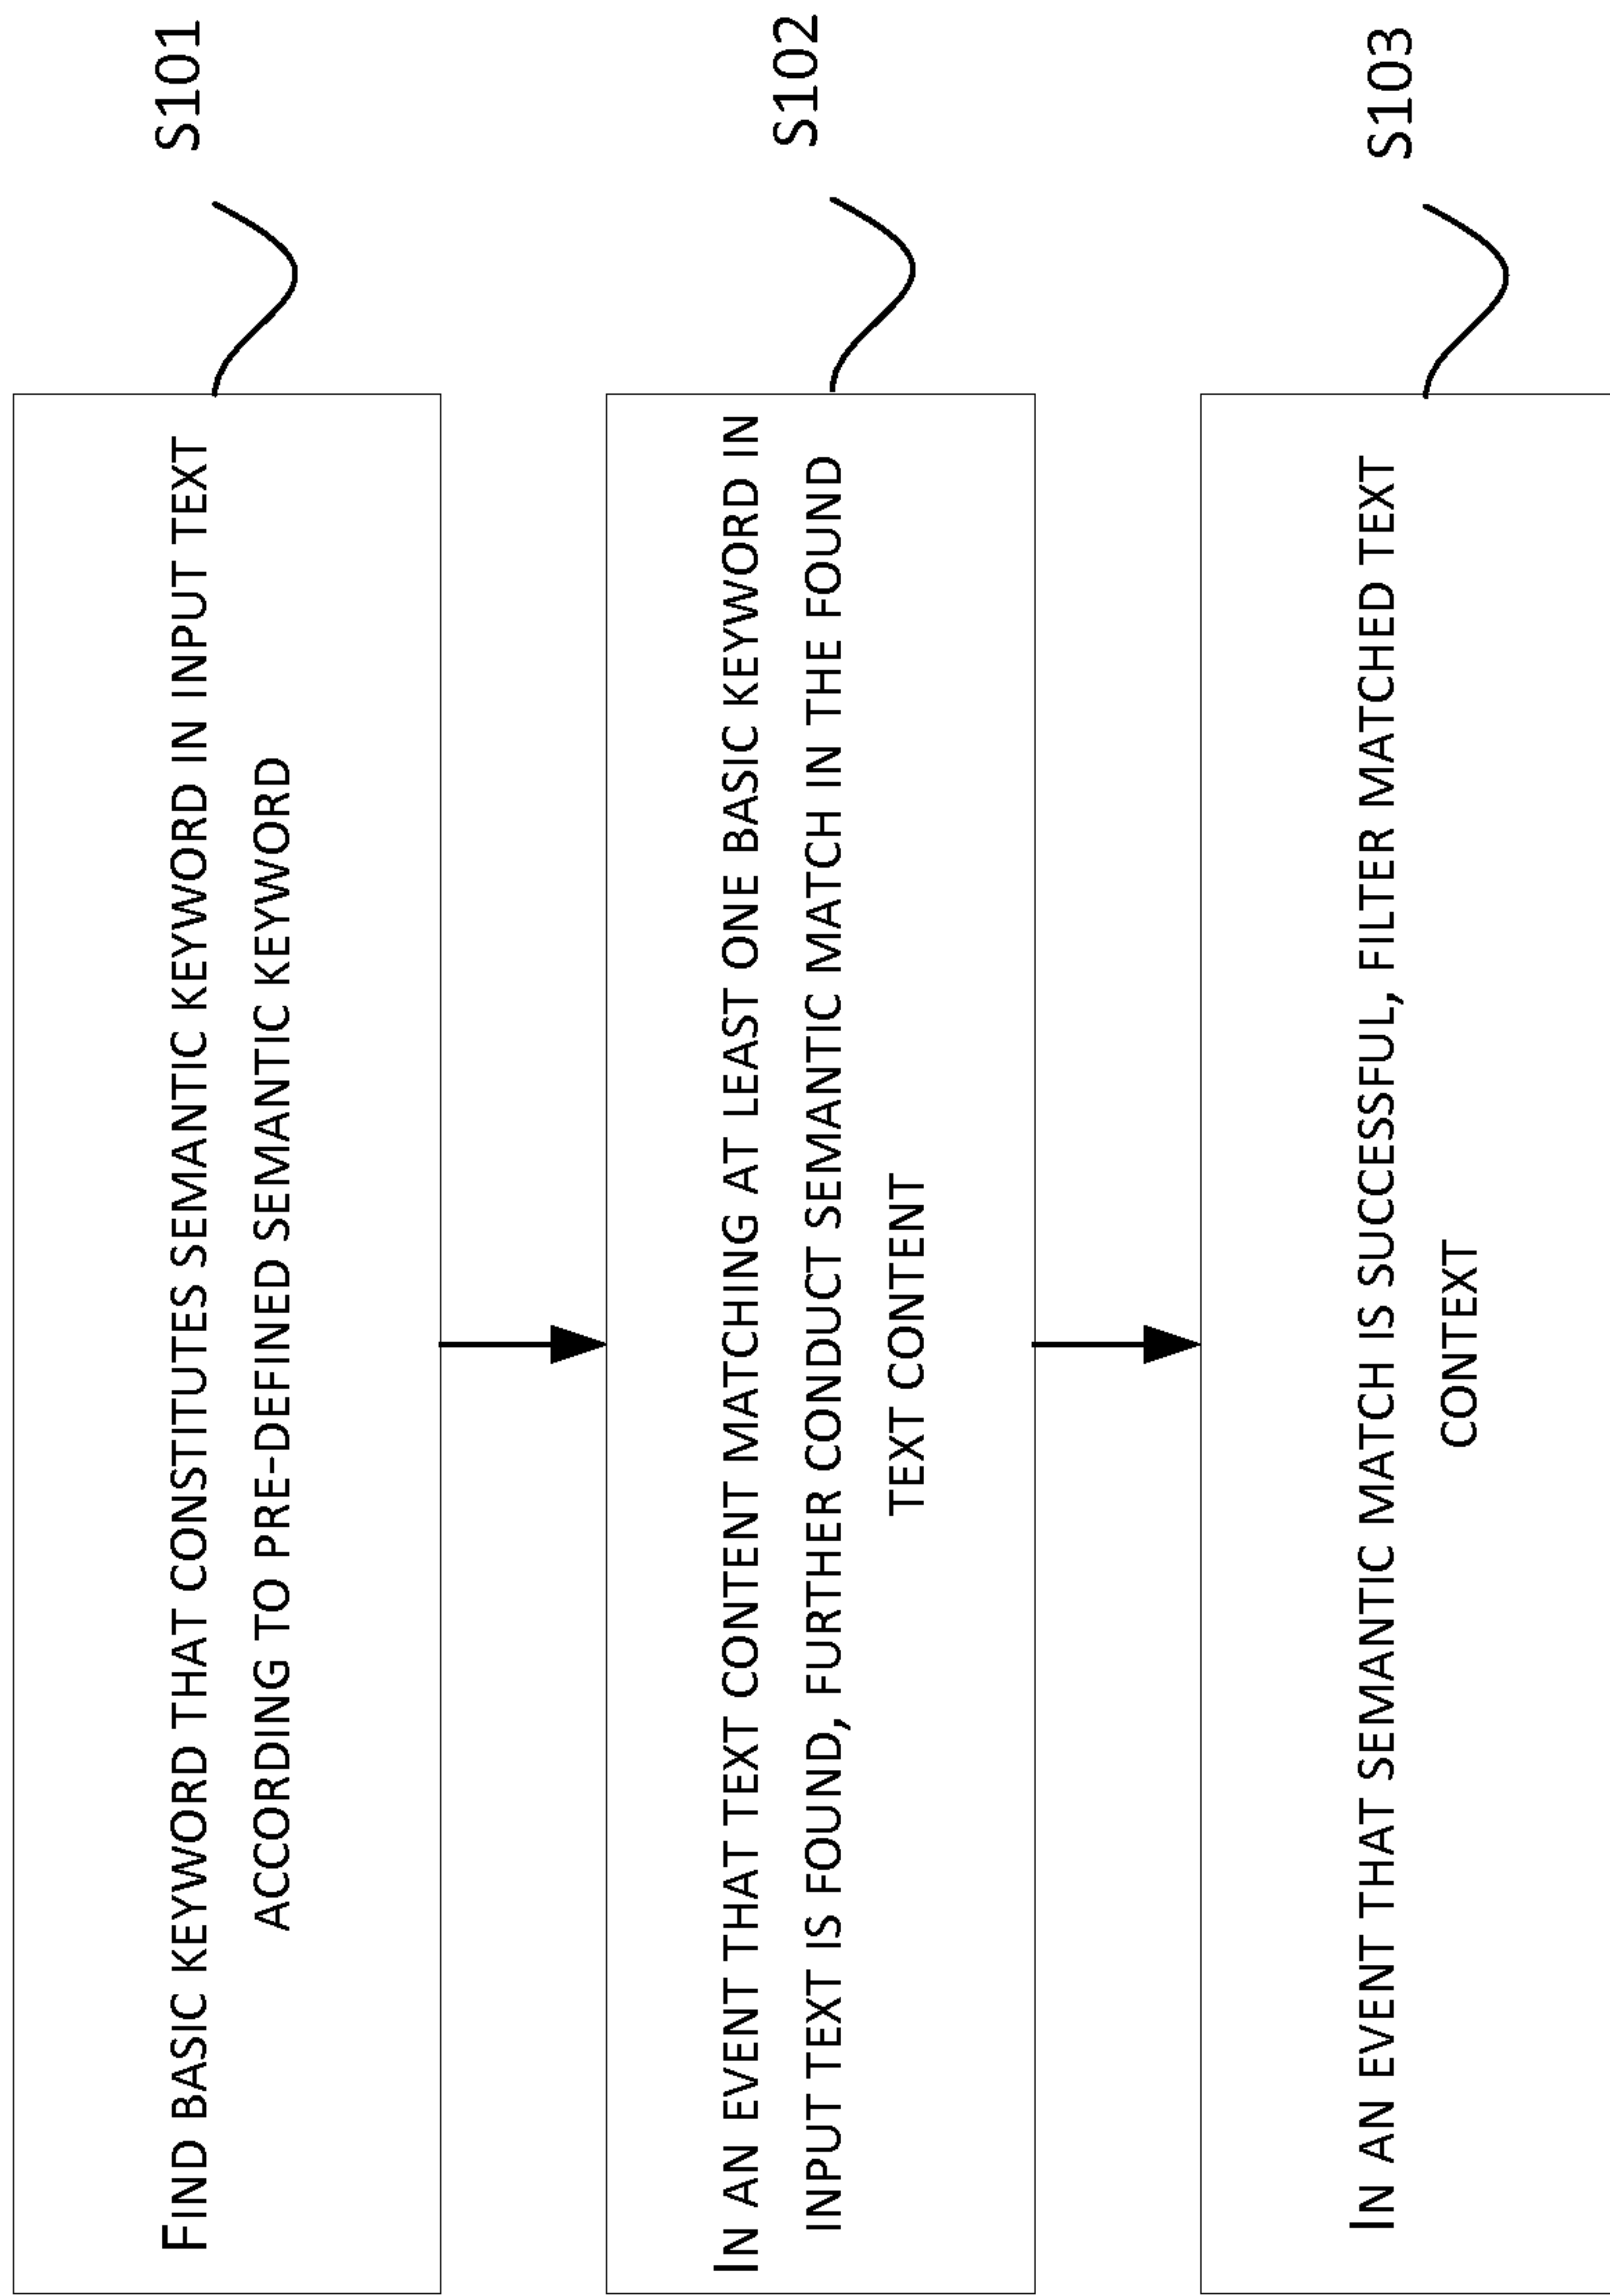 FIND BASIC KEYWORD THAT CONSTITUTES SEMANTIC KEYWORD IN INPUT TEXT
ACCORDING TO PRE-DEFINED SEMANTIC KEYWORD
S101
IN AN EVENT THAT TEXT CONTENT MATCHING AT LEAST ONE BASIC KEYWORD IN
INPUT TEXT IS FOUND, FURTHER CONDUCT SEMANTIC MATCH IN THE FOUND
TEXT CONTENT
S102
IN AN EVENT THAT SEMANTIC MATCH IS SUCCESSFUL, FILTER MATCHED TEXT
CONTEXT
S103